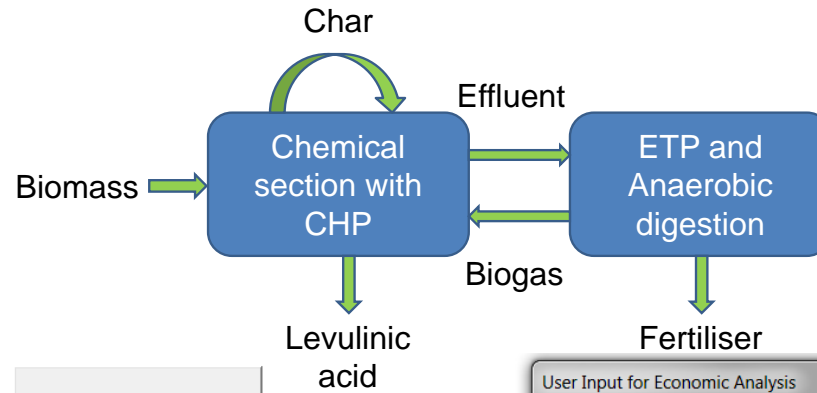 Char
Effluent
Biomass
Chemical
section with
CHP
ETP and
Anaerobic
digestion
Biogas
Levulinic
acid
Fertiliser
User Input for Economic Analysis